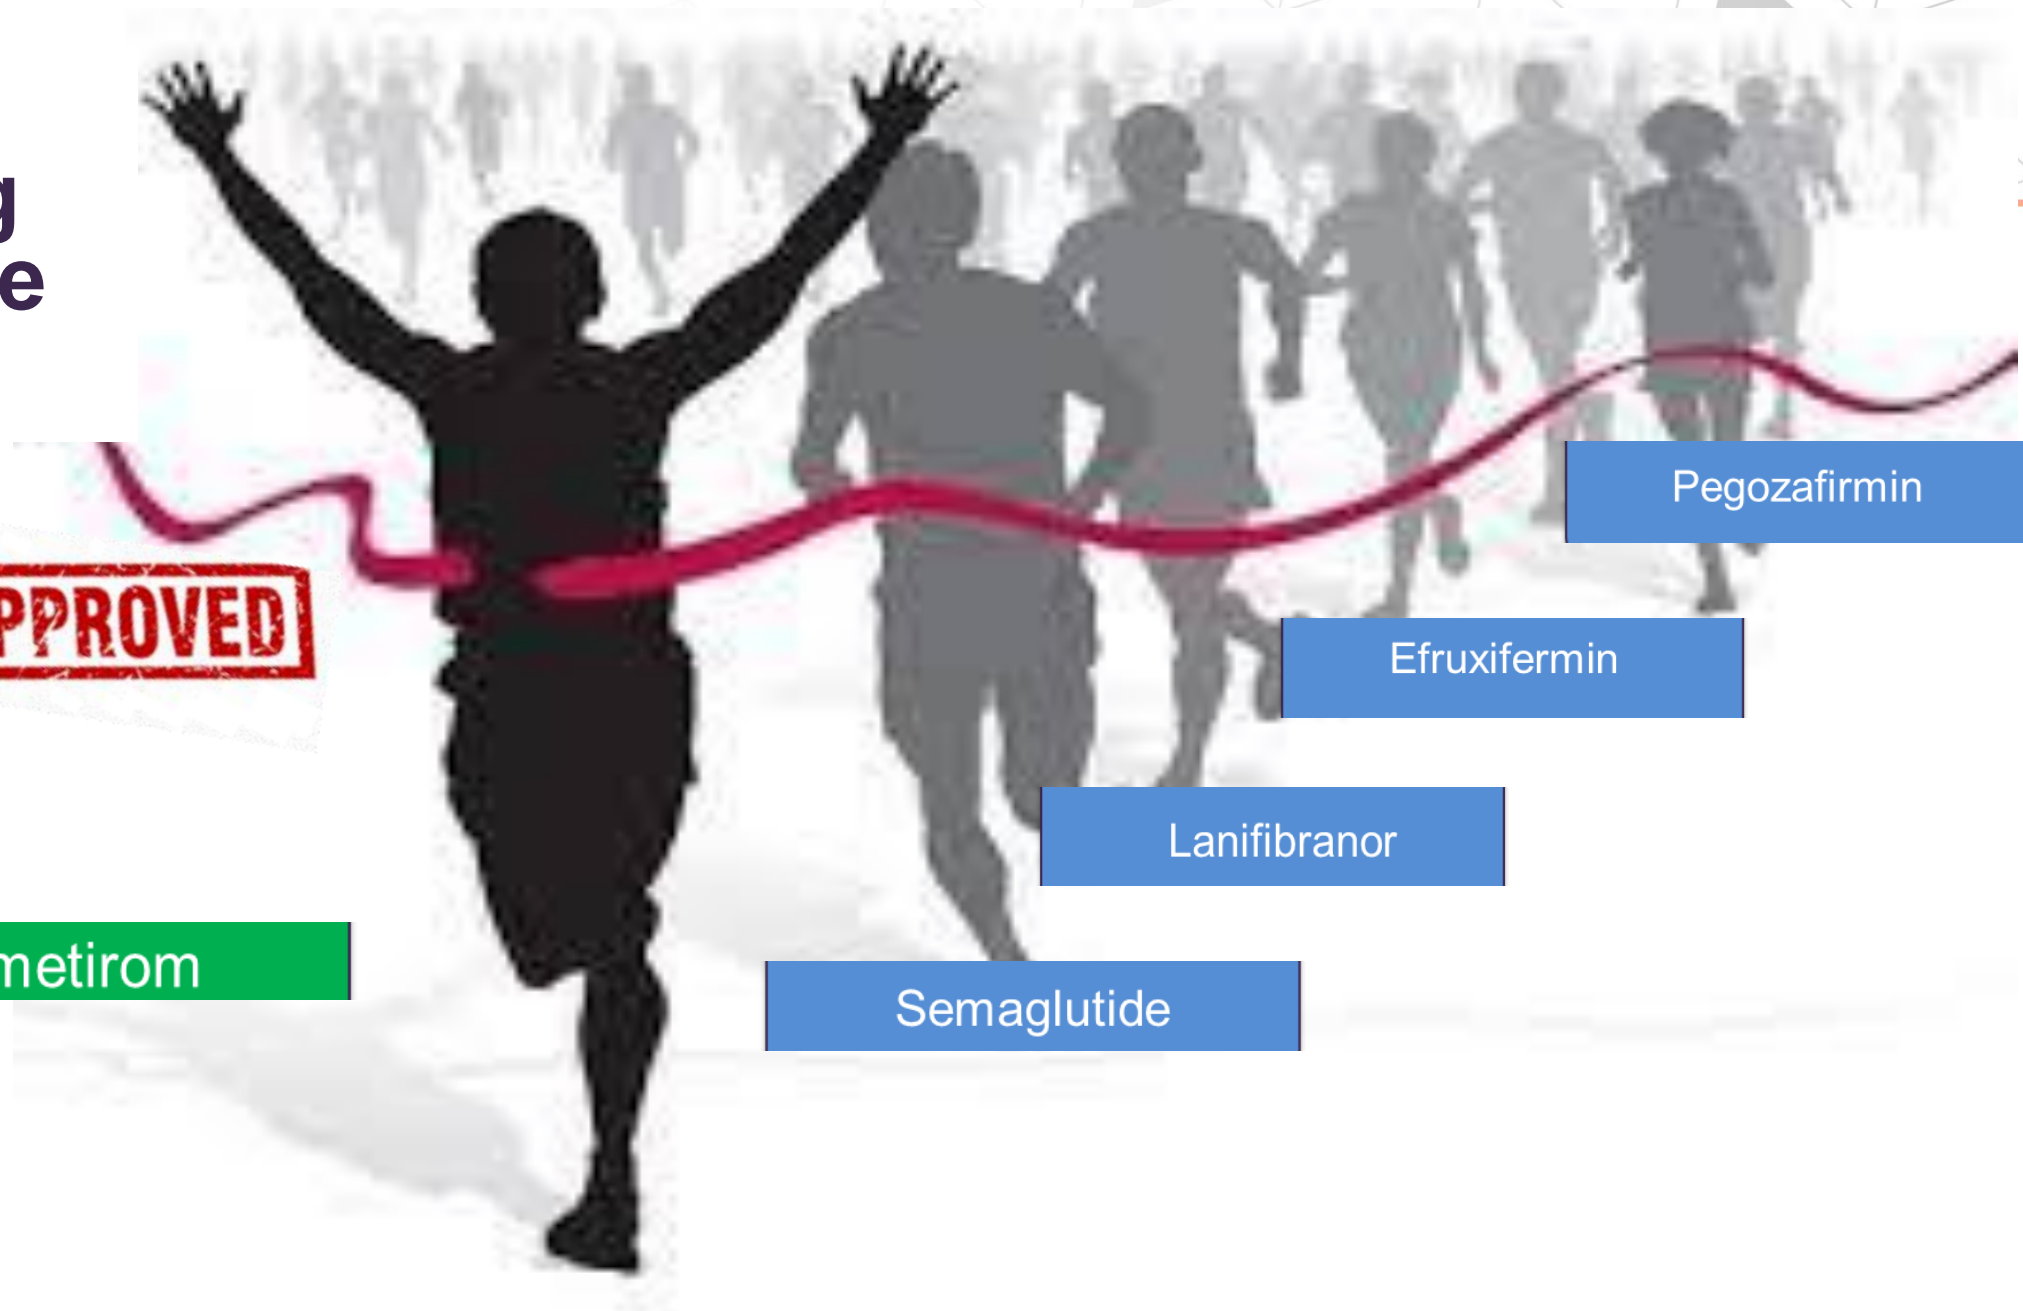 g
e
PPROVED
metirom
Semaglutide
Lanifibranor
Efruxifermin
Pegozafirmin